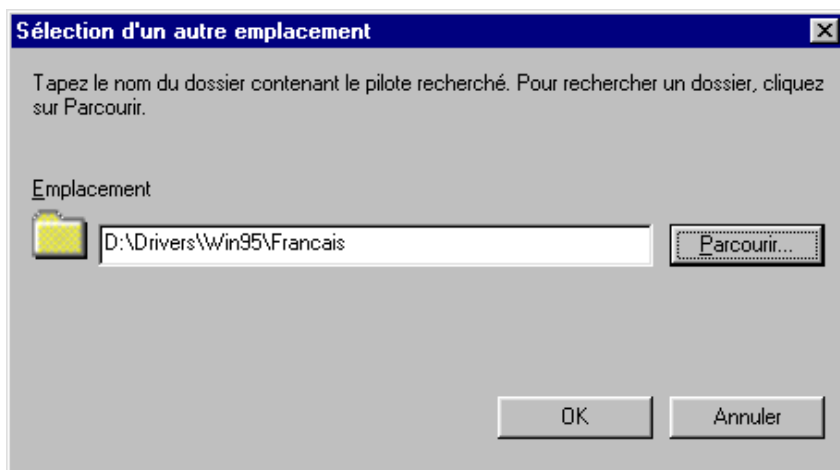 Sélection d'un autre emplacement
Tapez le nom du dossier contenant le pilote recherché. Pour rechercher un dossier, cliquez
sur Parcourir.
Emplacement
D:\Drivers\Win95\Francais
Parcourir...
OK
Annuler